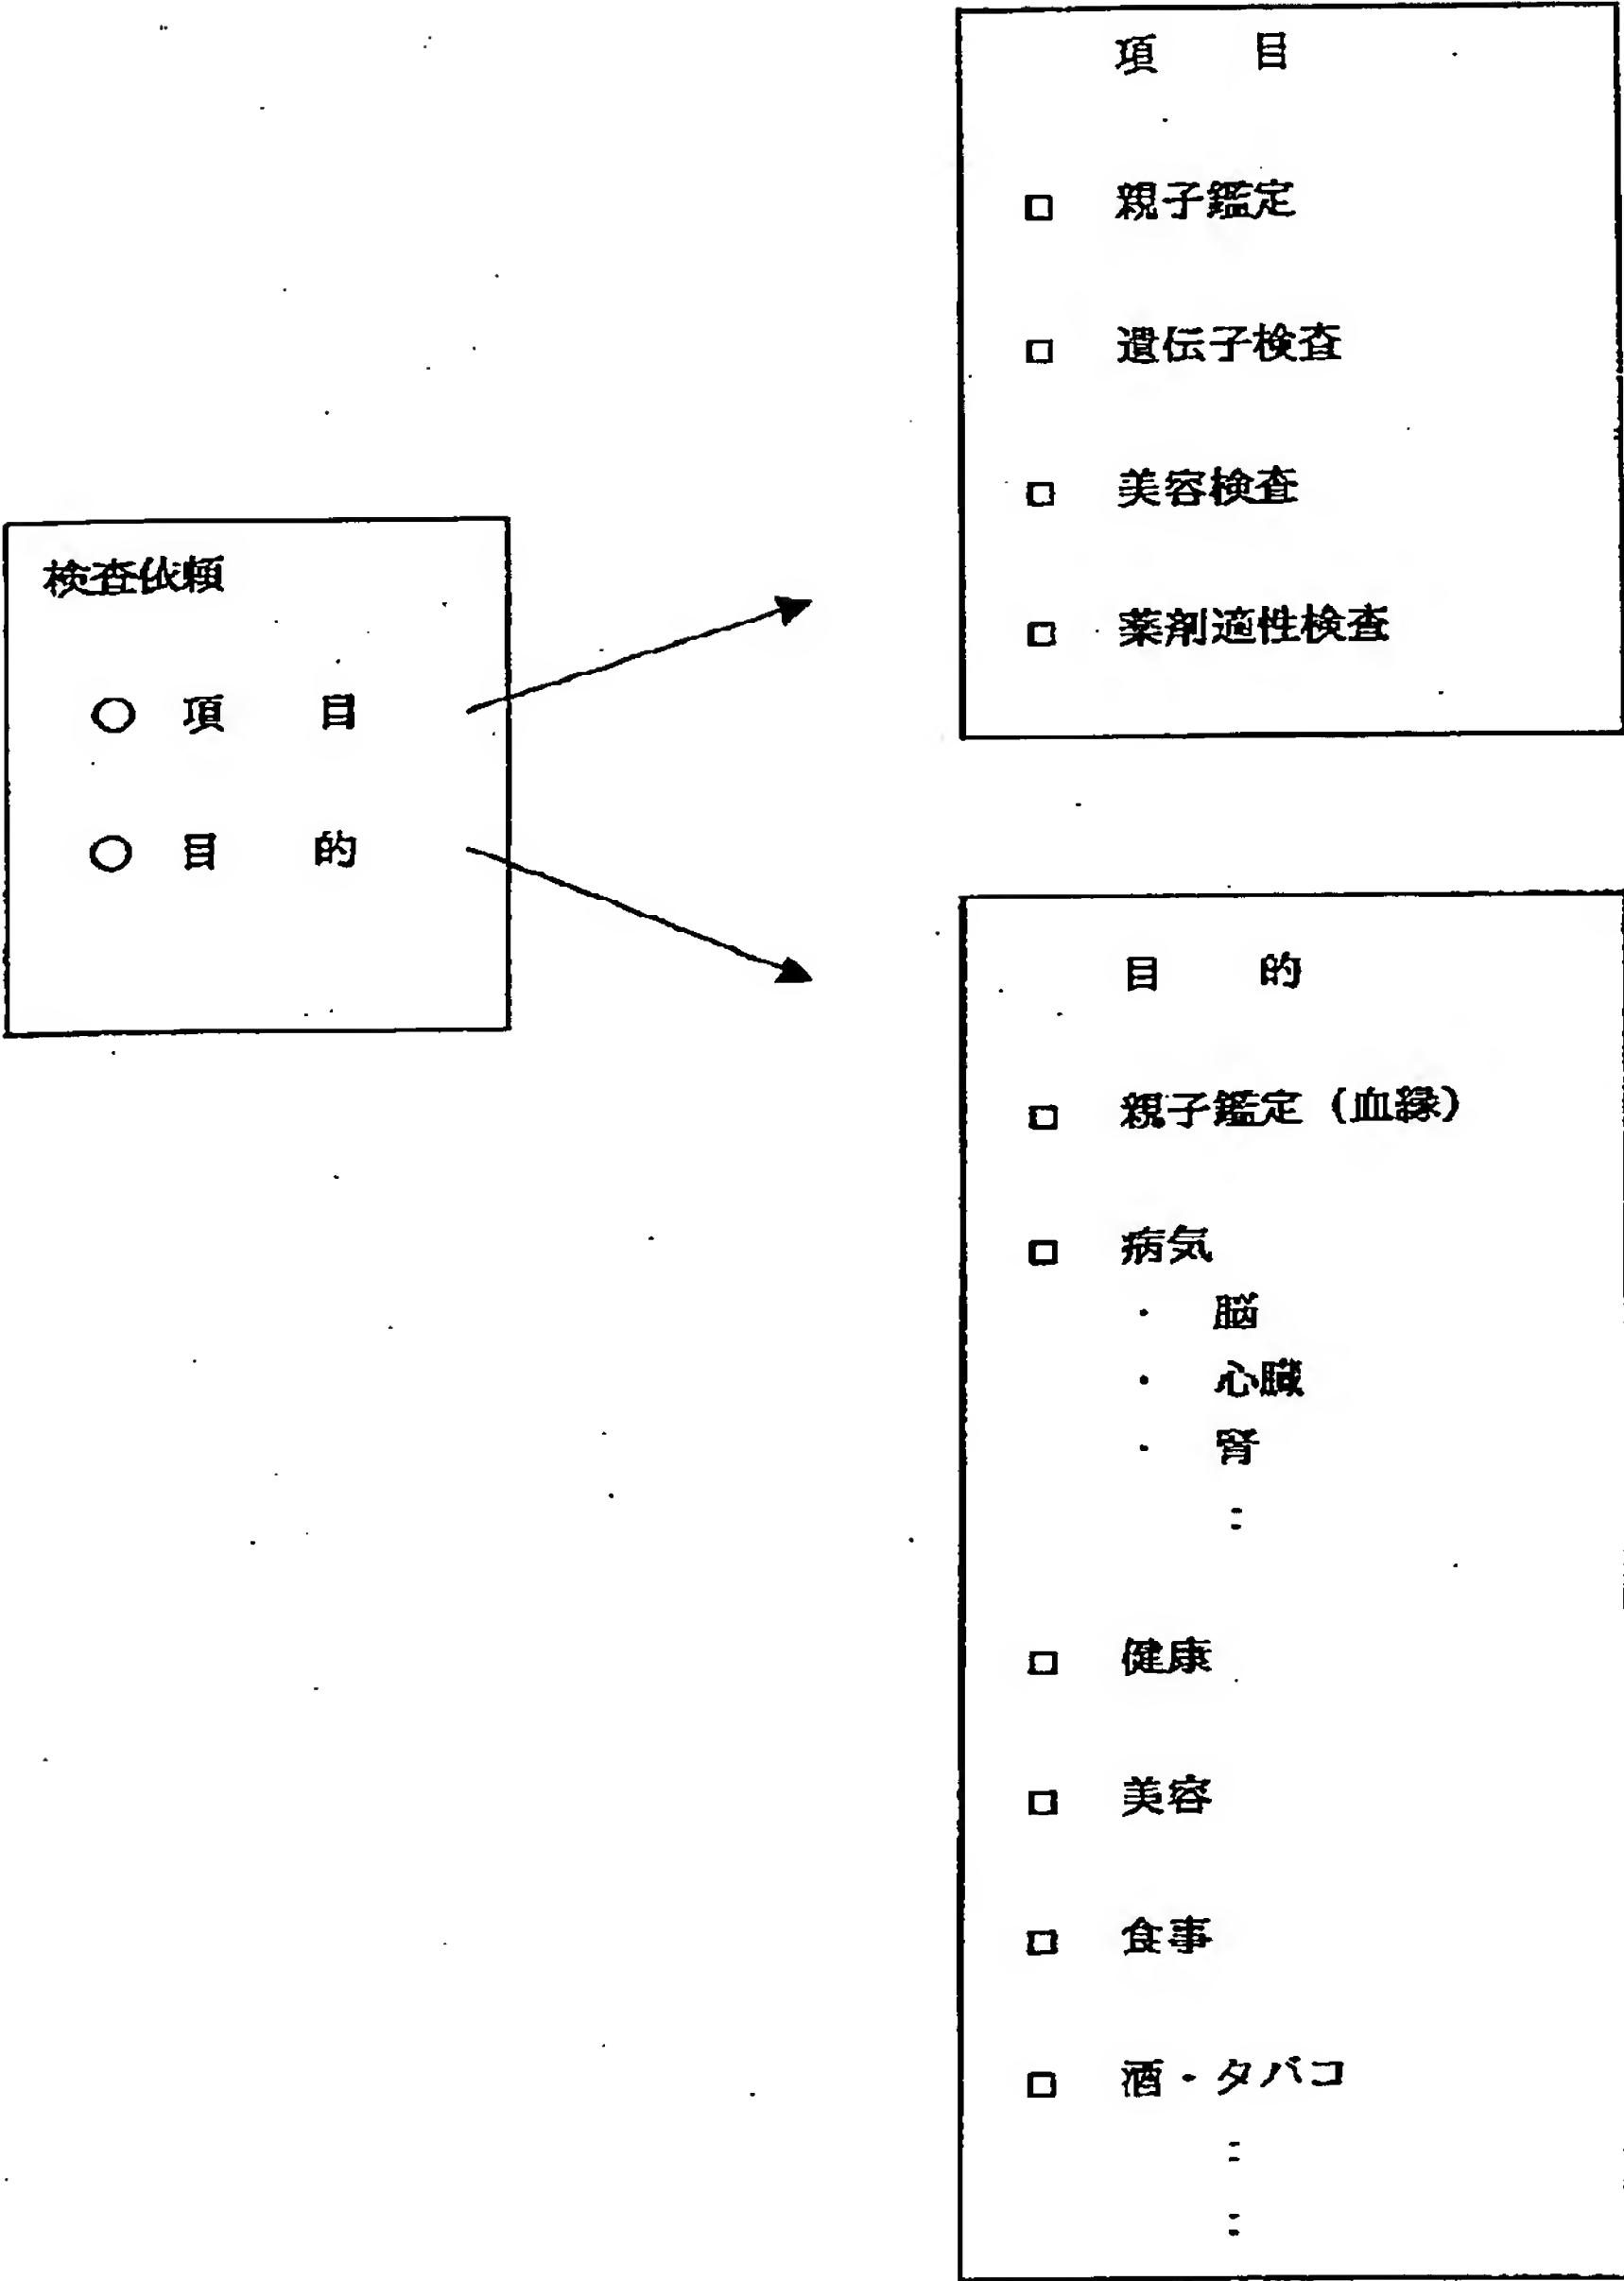 検査依頼
○ 項 目
○ 目 的
項 目
□ 親子鑑定
□ 遺伝子検査
□ 美容検査
□ 薬剤適性検査
目 的
□ 親子鑑定（血縁）
□ 病気
・ 脳
・ 心臓
・ 腎
:
□ 健康
□ 美容
□ 食事
□ 酒・タバコ
:
: